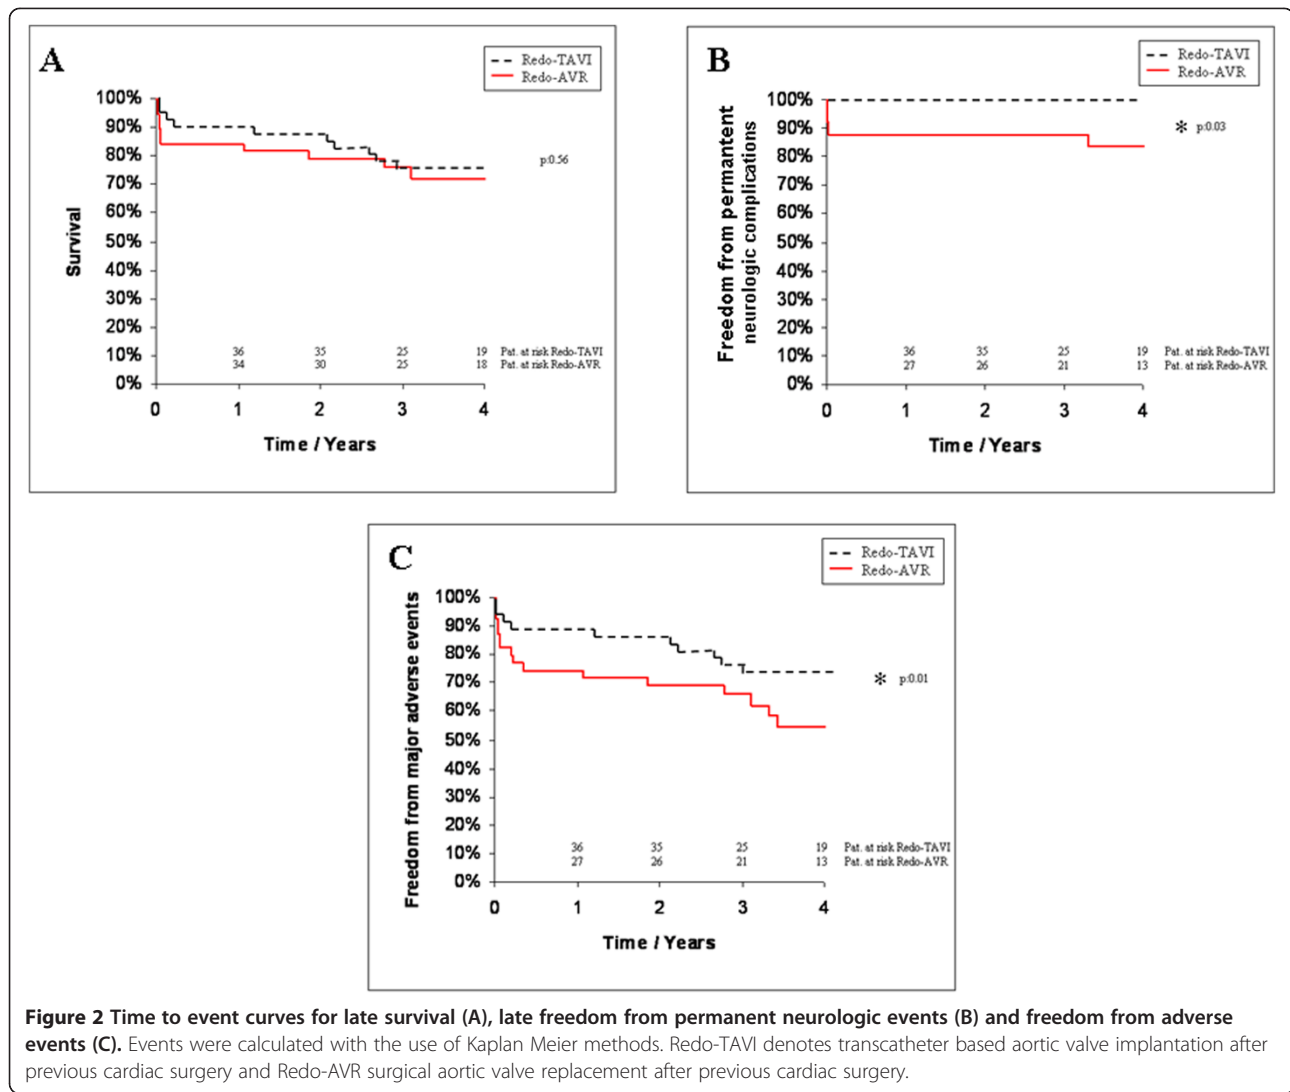 A
Redo-TAVI
Redo-AVR
100%
90%
80%
70%
60%
50%
40%
30%
20%
10%
0%
Survival
p:0.56
36 35 25 19 Pat. at risk Redo-TAVI
34 30 25 18 Pat. at risk Redo-AVR
0 1 2 3 4
Time / Years
B
Redo-TAVI
Redo-AVR
100%
90%
80%
70%
60%
50%
40%
30%
20%
10%
0%
Freedom from permantent
neurologic complications
* p:0.03
36 35 25 19 Pat. at risk Redo-TAVI
27 26 21 13 Pat. at risk Redo-AVR
0 1 2 3 4
Time / Years
C
Redo-TAVI
Redo-AVR
100%
90%
80%
70%
60%
50%
40%
30%
20%
10%
0%
Freedom from major adverse events
* p:0.01
36 35 25 19 Pat. at risk Redo-TAVI
27 26 21 13 Pat. at risk Redo-AVR
0 1 2 3 4
Time / Years
Figure 2 Time to event curves for late survival (A), late freedom from permanent neurologic events (B) and freedom from adverse
events (C). Events were calculated with the use of Kaplan Meier methods. Redo-TAVI denotes transcatheter based aortic valve implantation after
previous cardiac surgery and Redo-AVR surgical aortic valve replacement after previous cardiac surgery.